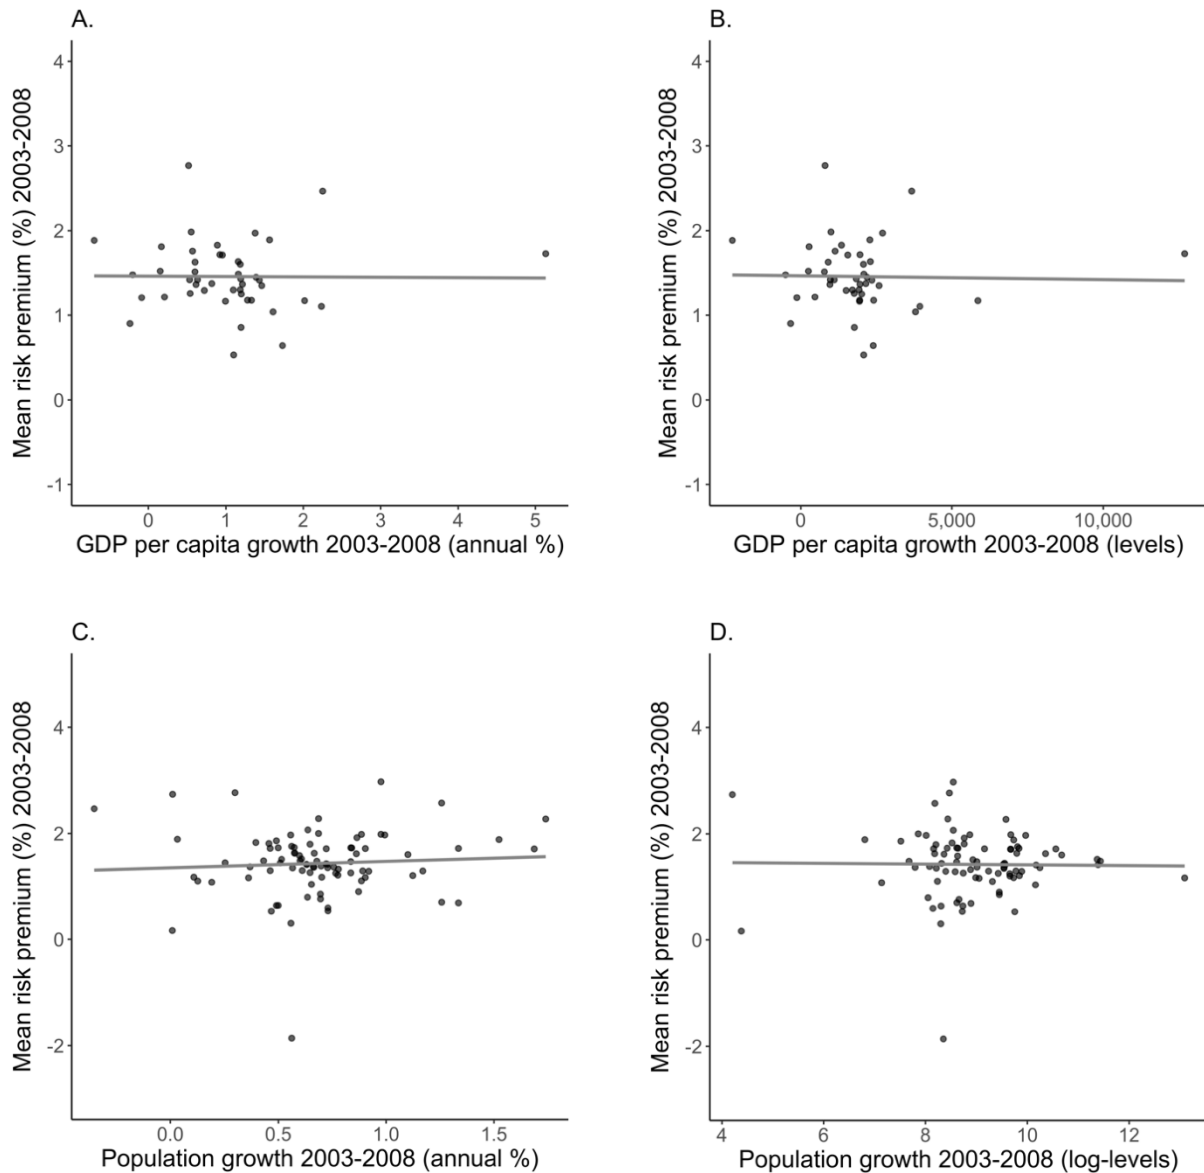 A.
Mean risk premium (%) 2003-2008
4
3
2
1
0
-1
0 1 2 3 4 5
GDP per capita growth 2003-2008 (annual %)
B.
Mean risk premium (%) 2003-2008
4
3
2
1
0
-1
0 5,000 10,000
GDP per capita growth 2003-2008 (levels)
C.
Mean risk premium (%) 2003-2008
4
2
0
-2
0.0 0.5 1.0 1.5
Population growth 2003-2008 (annual %)
D.
Mean risk premium (%) 2003-2008
4
2
0
-2
4 6 8 10 12
Population growth 2003-2008 (log-levels)